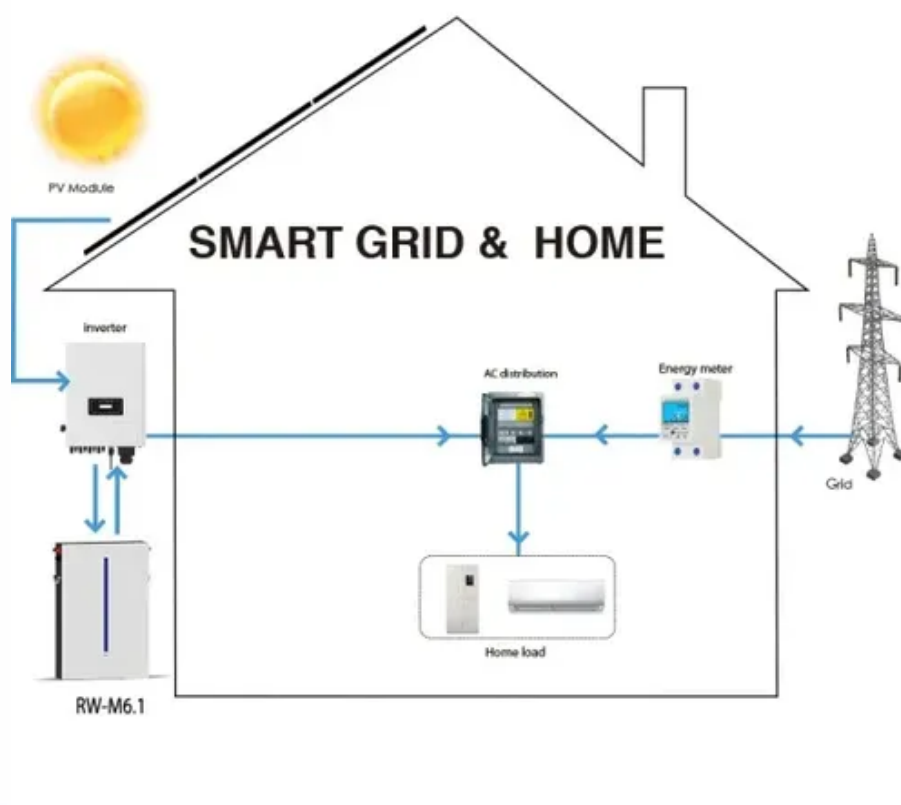 PV Module
SMART GRID & HOME
inverter
AC distribution
Energy meter
Grid
Home load
RW-M6.1